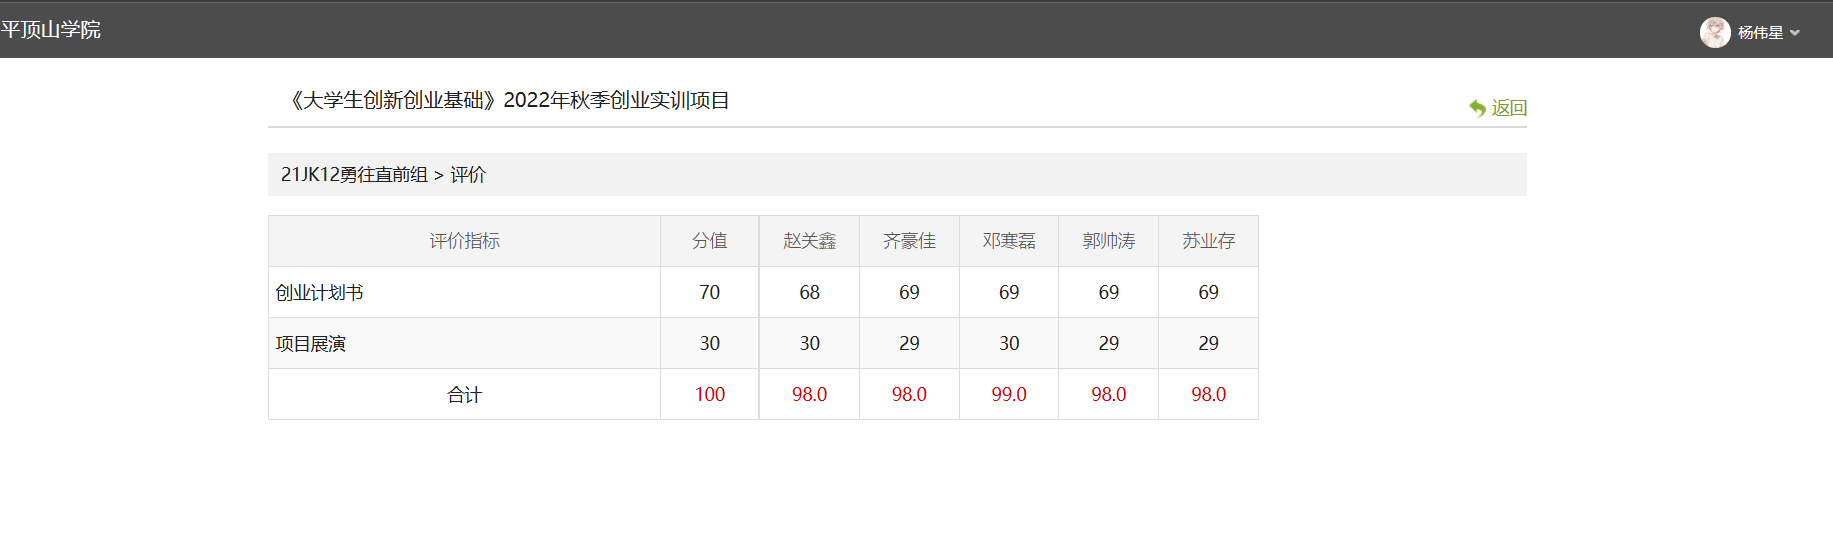 平顶山学院
杨伟星
《大学生创新创业基础》2022年秋季创业实训项目
返回
21JK12勇往直前组 > 评价
评价指标 分值 赵关鑫 齐豪佳 邓寒磊 郭帅涛 苏业存
创业计划书 70 68 69 69 69 69
项目展演 30 30 29 30 29 29
合计 100 98.0 98.0 99.0 98.0 98.0